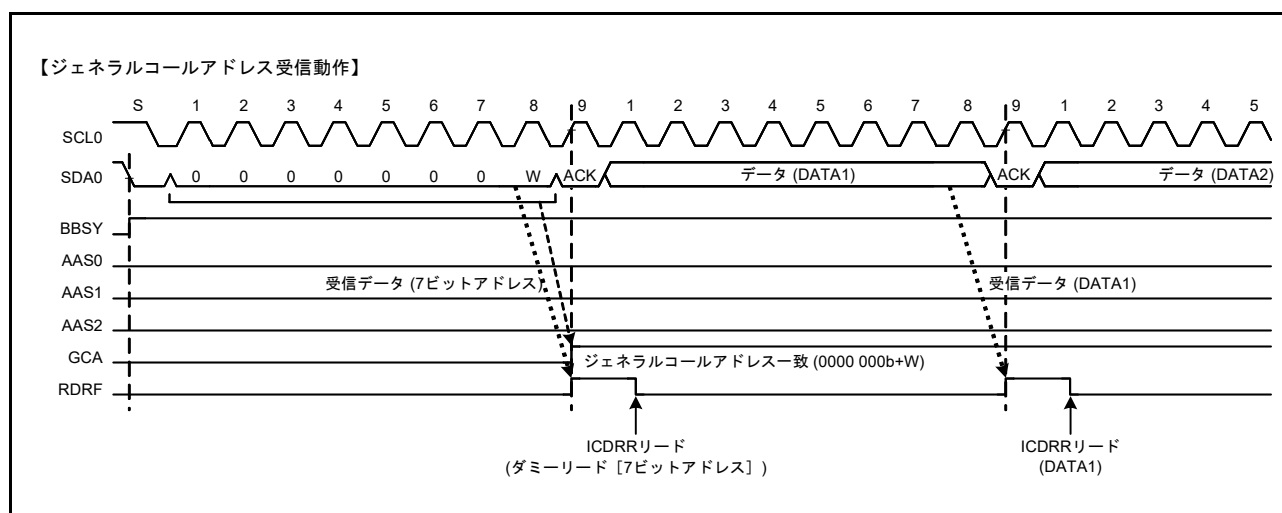 【ジェネラルコールアドレス受信動作】
S 1 2 3 4 5 6 7 8 9 1 2 3 4 5 6 7 8 9 1 2 3 4 5
SCL0
SDA0 0 0 0 0 0 0 0 W ACK データ (DATA1) ACK データ (DATA2)
BBSY
AAS0
受信データ (7ビットアドレス) 受信データ (DATA1)
AAS1
AAS2
GCA ジェネラルコールアドレス一致 (0000 000b+W)
RDRF
ICDRRリード
(ダミーリード [7ビットアドレス] )
ICDRRリード
(DATA1)